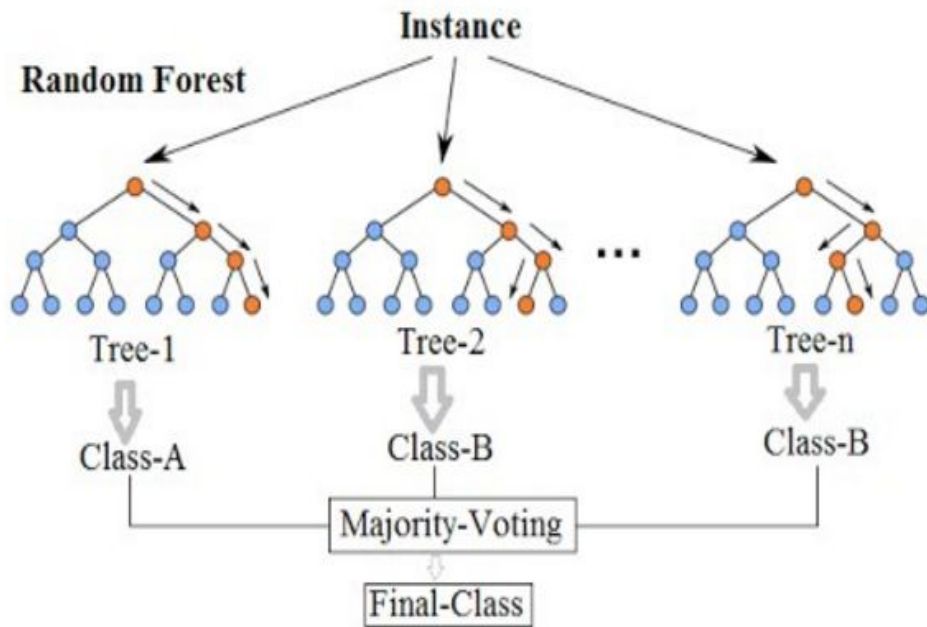 Instance
Random Forest
...
Tree-1
Tree-2
Tree-n
Class-A
Class-B
Class-B
Majority-Voting
Final-Class